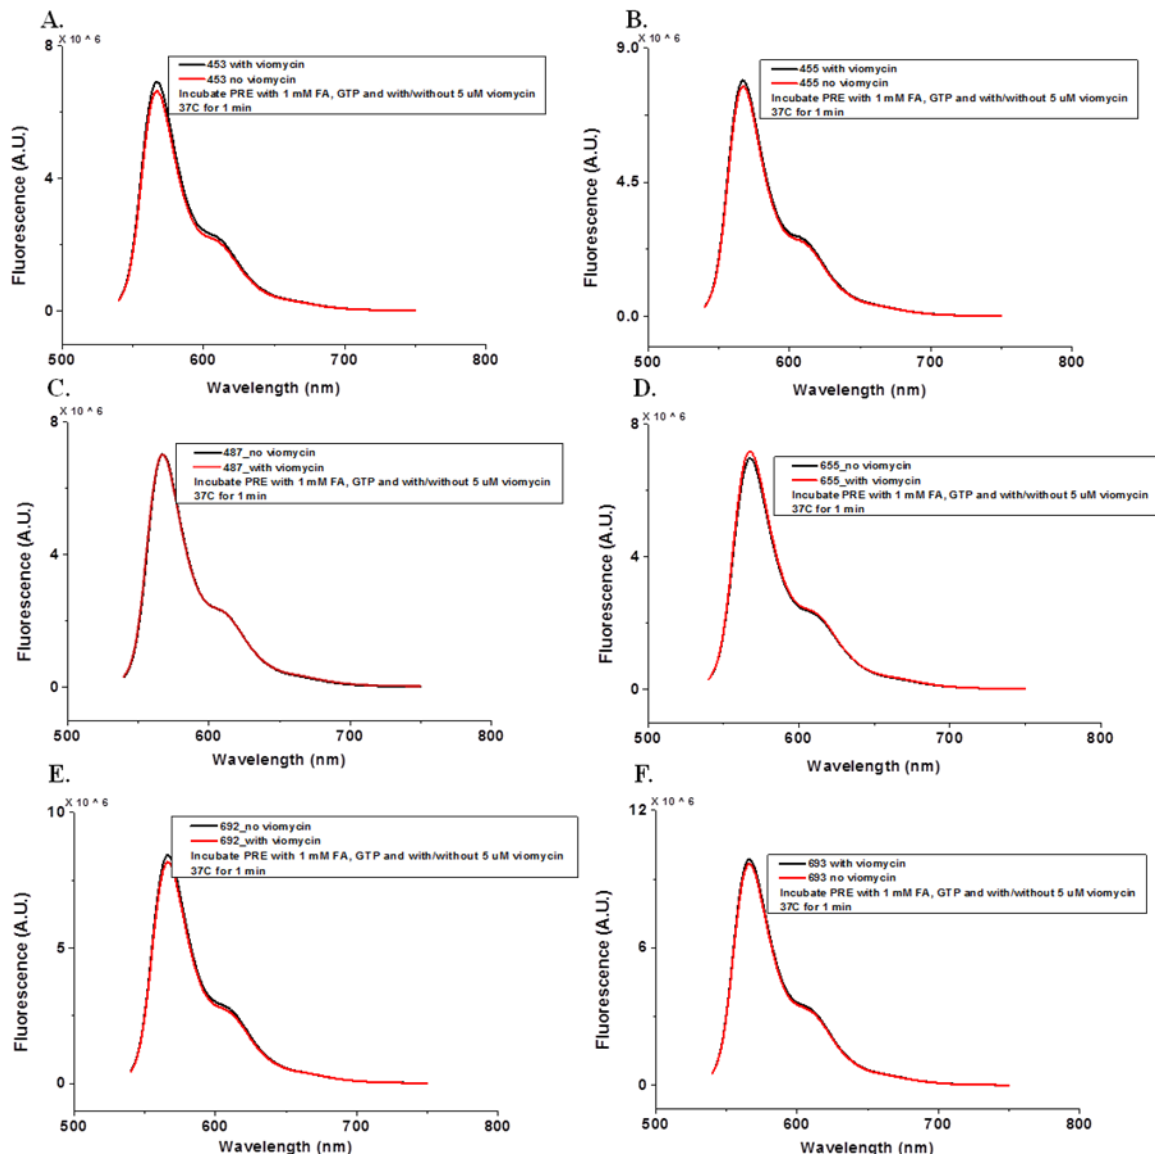 A.
X 10 ^ 6
8
4
0
Fluorescence (A.U.)
453 with viomycin
453 no viomycin
Incubate PRE with 1 mM FA, GTP and with/without 5 uM viomycin
37C for 1 min
500 600 700 800
Wavelength (nm)
B.
X 10 ^ 6
9.0
4.5
0.0
Fluorescence (A.U.)
455 with viomycin
455 no viomycin
Incubate PRE with 1 mM FA, GTP and with/without 5 uM viomycin
37C for 1 min
500 600 700 800
Wavelength (nm)
C.
X 10 ^ 6
8
4
0
Fluorescence (A.U.)
487_no viomycin
487_with viomycin
Incubate PRE with 1 mM FA, GTP and with/without 5 uM viomycin
37C for 1 min
500 600 700 800
Wavelength (nm)
D.
X 10 ^ 6
8
4
0
Fluorescence (A.U.)
655_no viomycin
655_with viomycin
Incubate PRE with 1 mM FA, GTP and with/without 5 uM viomycin
37C for 1 min
500 600 700 800
Wavelength (nm)
E.
X 10 ^ 6
10
5
0
Fluorescence (A.U.)
692_no viomycin
692_with viomycin
Incubate PRE with 1 mM FA, GTP and with/without 5 uM viomycin
37C for 1 min
500 600 700 800
Wavelength (nm)
F.
X 10 ^ 6
12
6
0
Fluorescence (A.U.)
693 with viomycin
693 no viomycin
Incubate PRE with 1 mM FA, GTP and with/without 5 uM viomycin
37C for 1 min
500 600 700 800
Wavelength (nm)